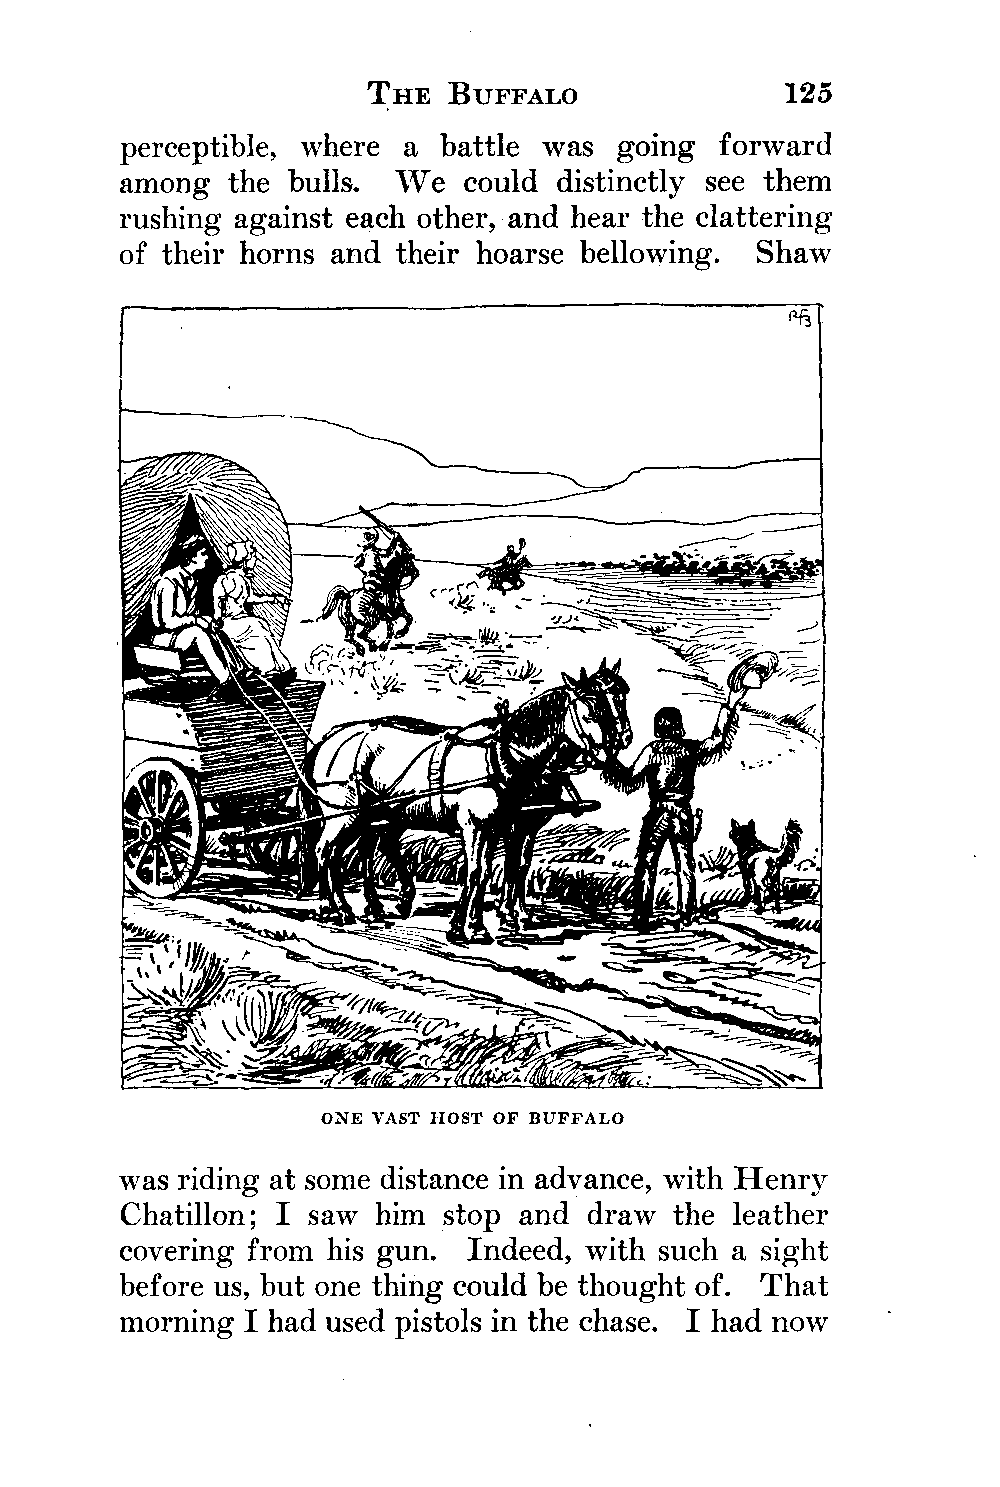 The Buffalo 125
perceptible, where a battle was going forward
among the bulls. We could distinctly see them
rushing against each other, and hear the clattering
of their horns and their hoarse bellowing. Shaw
ONE VAST HOST OF BUFFALO
was riding at some distance in advance, with Henry
Chatillon; I saw him stop and draw the leather
covering from his gun. Indeed, with such a sight
before us, but one thing could be thought of. That
morning I had used pistols in the chase. I had now